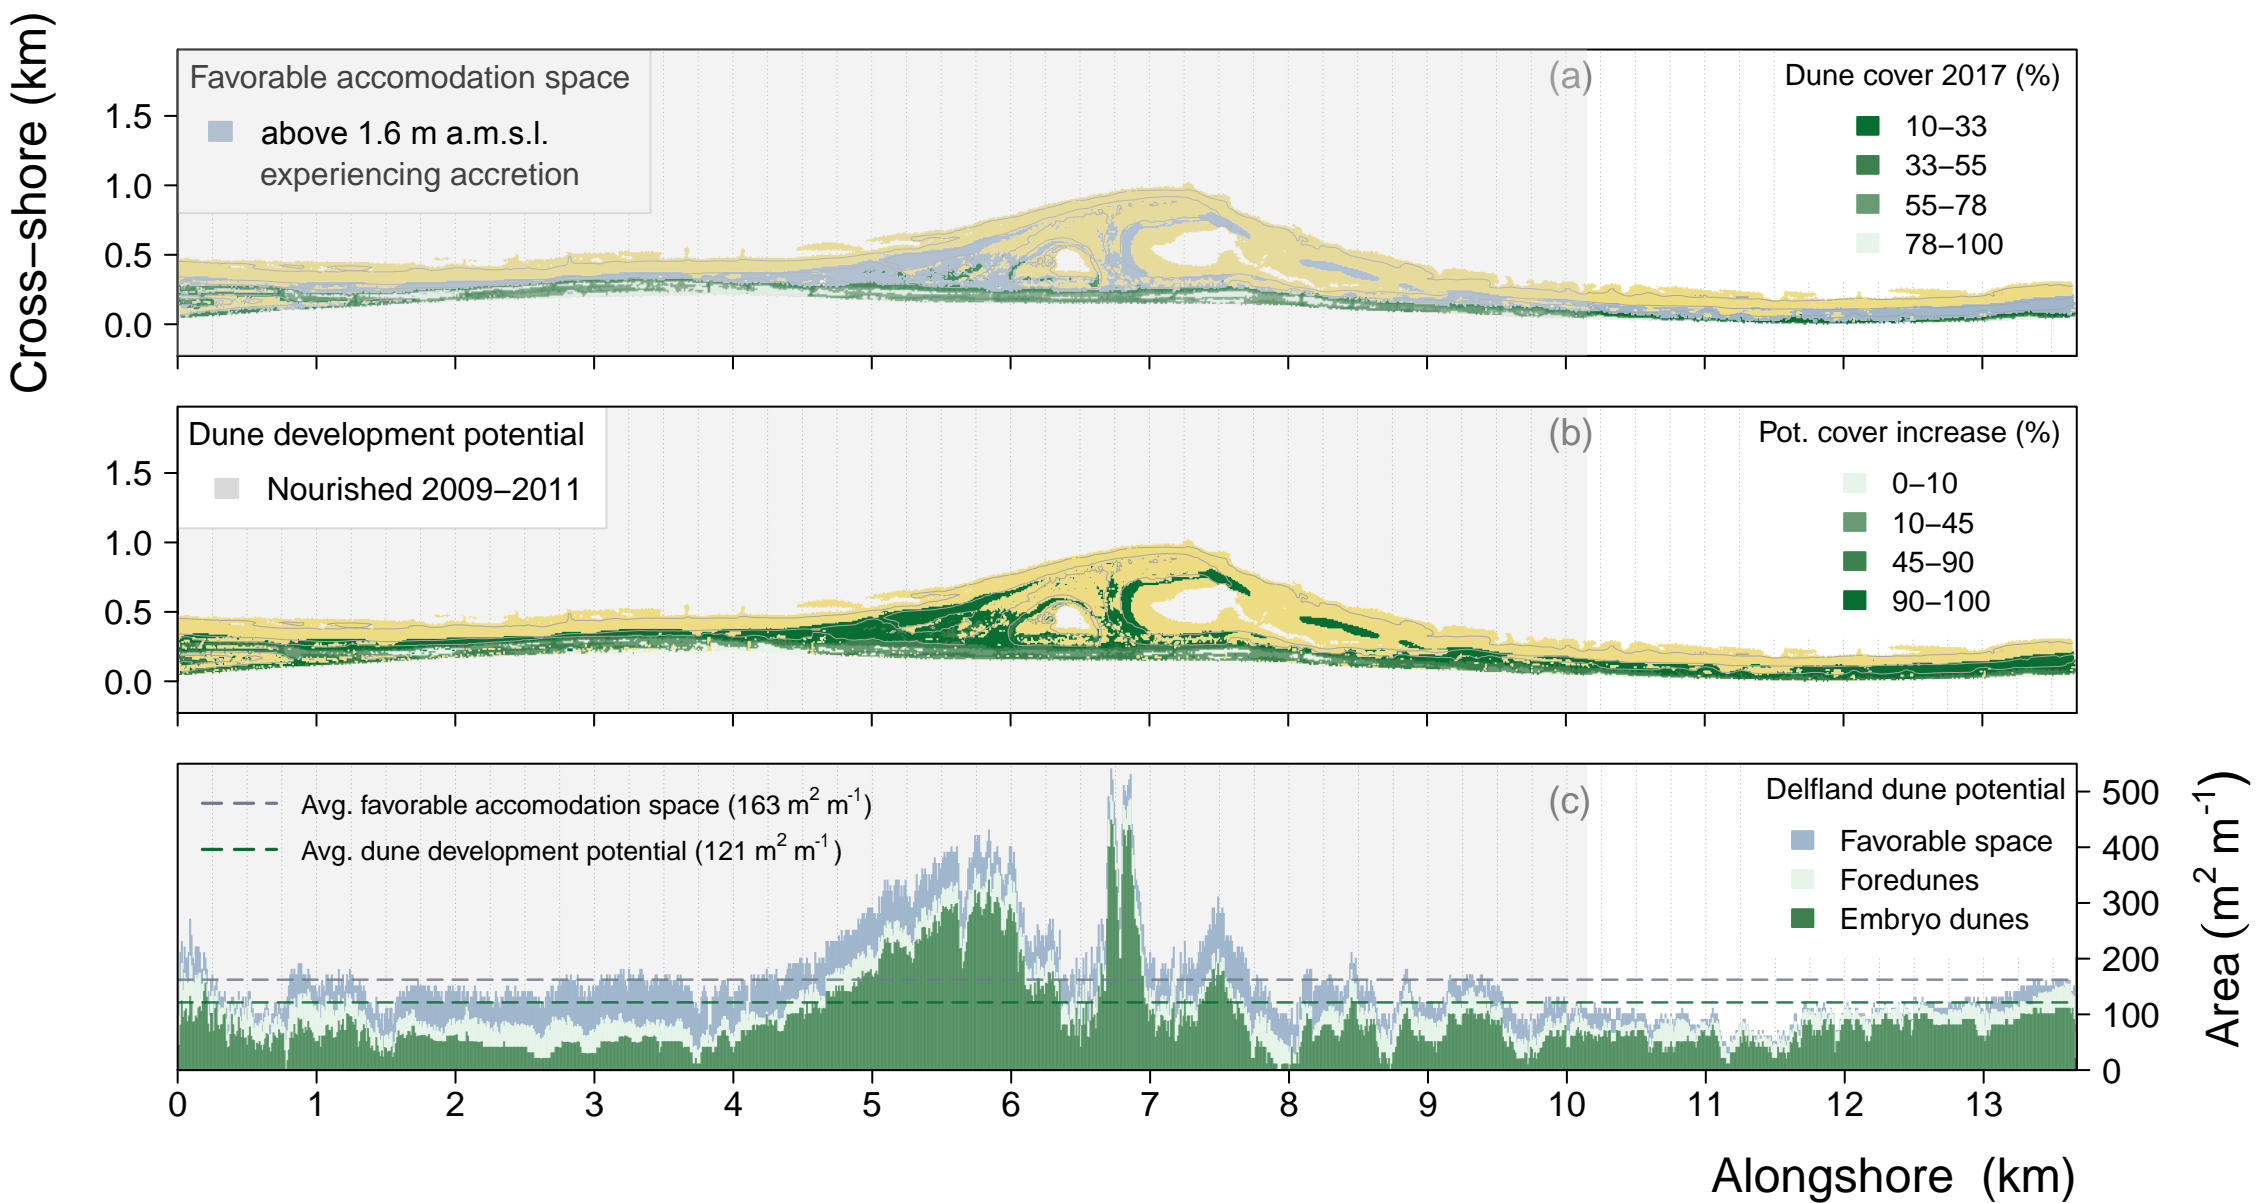 Cross−shore (km)
Favorable accomodation space
above 1.6 m a.m.s.l.
experiencing accretion
(a)
Dune cover 2017 (%)
10−33
33−55
55−78
78−100
1.5
1.0
0.5
0.0
Dune development potential
Nourished 2009−2011
(b)
Pot. cover increase (%)
0−10
10−45
45−90
90−100
1.5
1.0
0.5
0.0
Avg. favorable accomodation space (163 m² m⁻¹)
Avg. dune development potential (121 m² m⁻¹)
(c)
Delfland dune potential
Favorable space
Foredunes
Embryo dunes
500
400
300
200
100
0
Area (m² m⁻¹)
0 1 2 3 4 5 6 7 8 9 10 11 12 13
Alongshore (km)